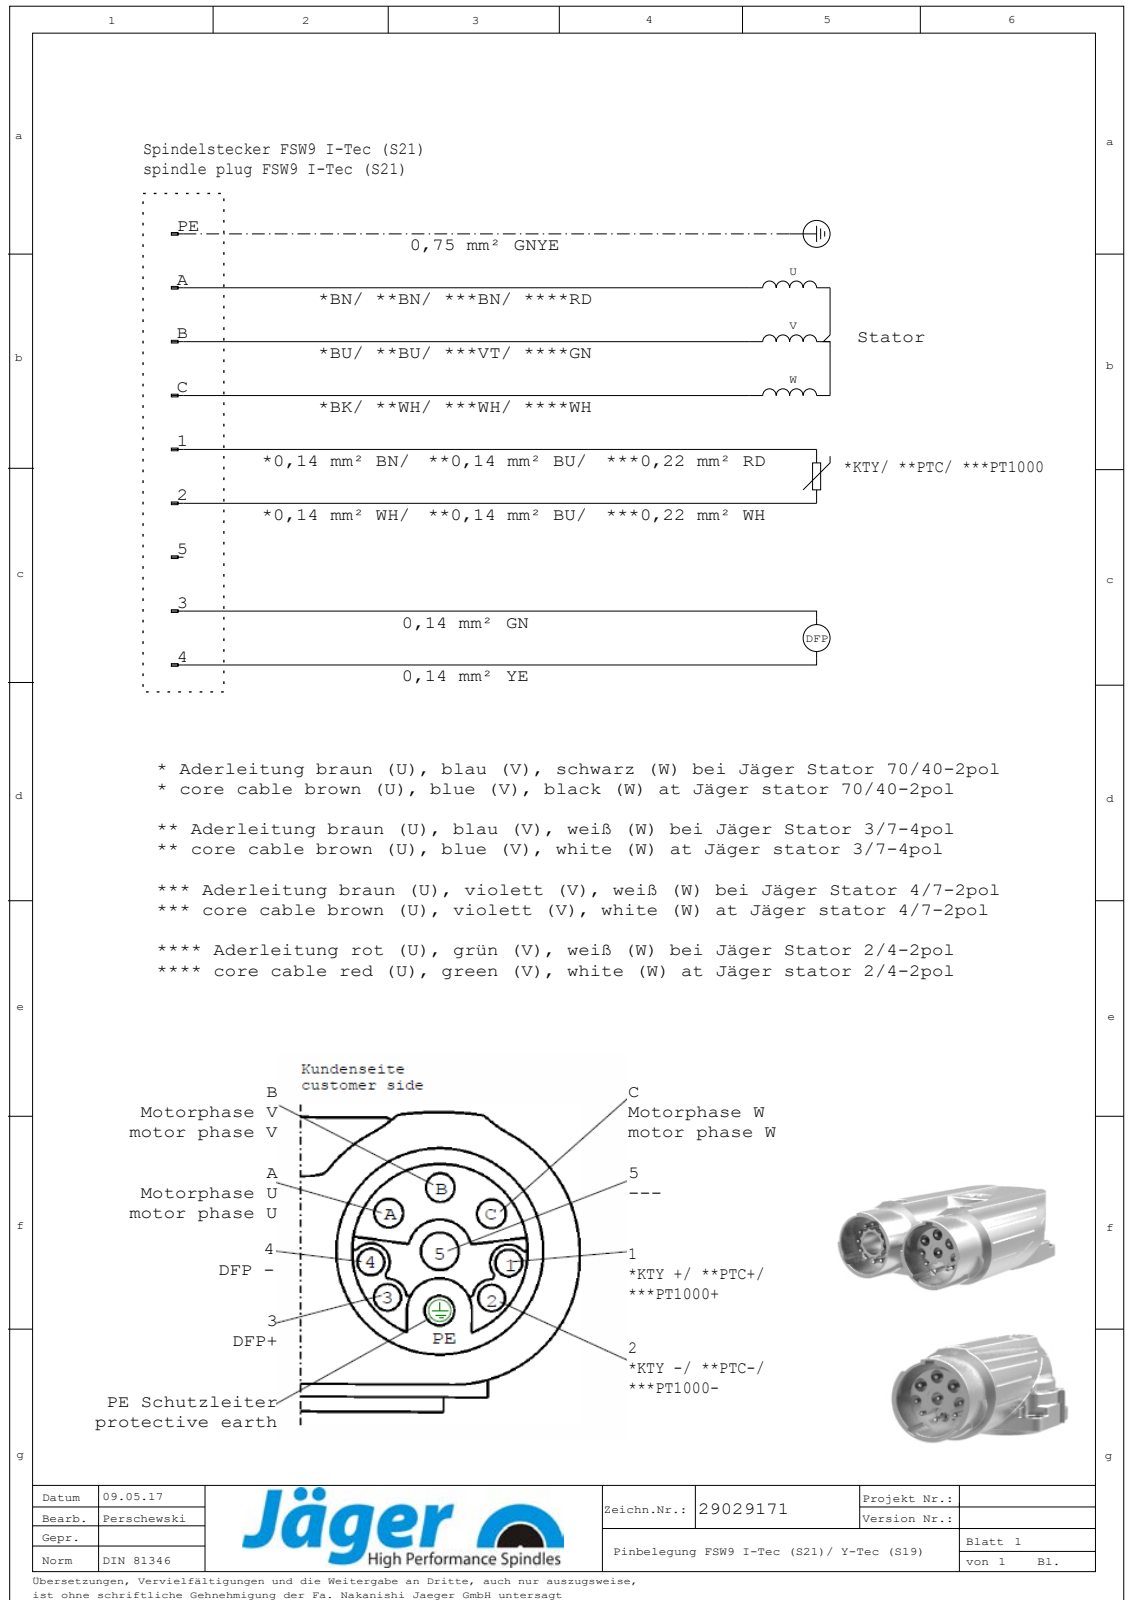 1 2 3 4 5 6
a a
Spindelstecker FSW9 I-Tec (S21)
spindle plug FSW9 I-Tec (S21)
PE
0,75 mm² GNYE
A
U
*BN/ **BN/ ***BN/ ****RD
B
V
Stator
*BU/ **BU/ ***VT/ ****GN
b b
C
W
*BK/ **WH/ ***WH/ ****WH
1
*0,14 mm² BN/ **0,14 mm² BU/ ***0,22 mm² RD
*KTY/ **PTC/ ***PT1000
2
*0,14 mm² WH/ **0,14 mm² BU/ ***0,22 mm² WH
5
c c
3
0,14 mm² GN
DFP
4
0,14 mm² YE
* Aderleitung braun (U), blau (V), schwarz (W) bei Jäger Stator 70/40-2pol
* core cable brown (U), blue (V), black (W) at Jäger stator 70/40-2pol
d d
** Aderleitung braun (U), blau (V), weiß (W) bei Jäger Stator 3/7-4pol
** core cable brown (U), blue (V), white (W) at Jäger stator 3/7-4pol
*** Aderleitung braun (U), violett (V), weiß (W) bei Jäger Stator 4/7-2pol
*** core cable brown (U), violett (V), white (W) at Jäger stator 4/7-2pol
**** Aderleitung rot (U), grün (V), weiß (W) bei Jäger Stator 2/4-2pol
**** core cable red (U), green (V), white (W) at Jäger stator 2/4-2pol
e e
Kundenseite
customer side
B
Motorphase V
motor phase V
C
Motorphase W
motor phase W
A
Motorphase U
motor phase U
5
---
f f
4
DFP -
1
*KTY +/ **PTC+/
***PT1000+
3
DFP+
2
*KTY -/ **PTC-/
***PT1000-
B
A C
5
4 1
3 2
PE
PE Schutzleiter
protective earth
g g
Datum 09.05.17
Bearb. Perschewski
Gepr.
Norm DIN 81346
Jäger
High Performance Spindles
Zeichn.Nr.: 29029171
Projekt Nr.:
Version Nr.:
Pinbelegung FSW9 I-Tec (S21)/ Y-Tec (S19)
Blatt 1
von 1 Bl.
Übersetzungen, Vervielfältigungen und die Weitergabe an Dritte, auch nur auszugsweise,
ist ohne schriftliche Gehnehmigung der Fa. Nakanishi Jaeger GmbH untersagt